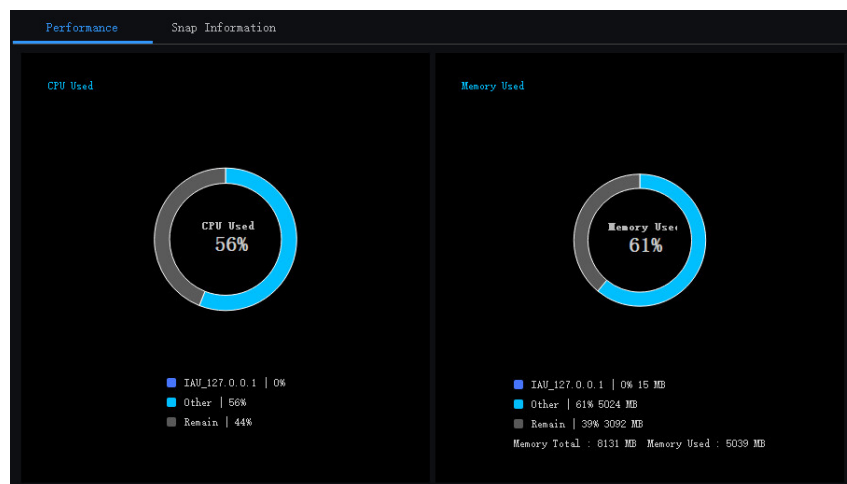 Performance Snap Information
CPU Used
Memory Used
CPU Used
56%
Memory Use
61%
IAU_127.0.0.1 | 0%
Other | 56%
Remain | 44%
IAU_127.0.0.1 | 0% 15 MB
Other | 61% 5024 MB
Remain | 39% 3092 MB
Memory Total : 8131 MB Memory Used : 5039 MB